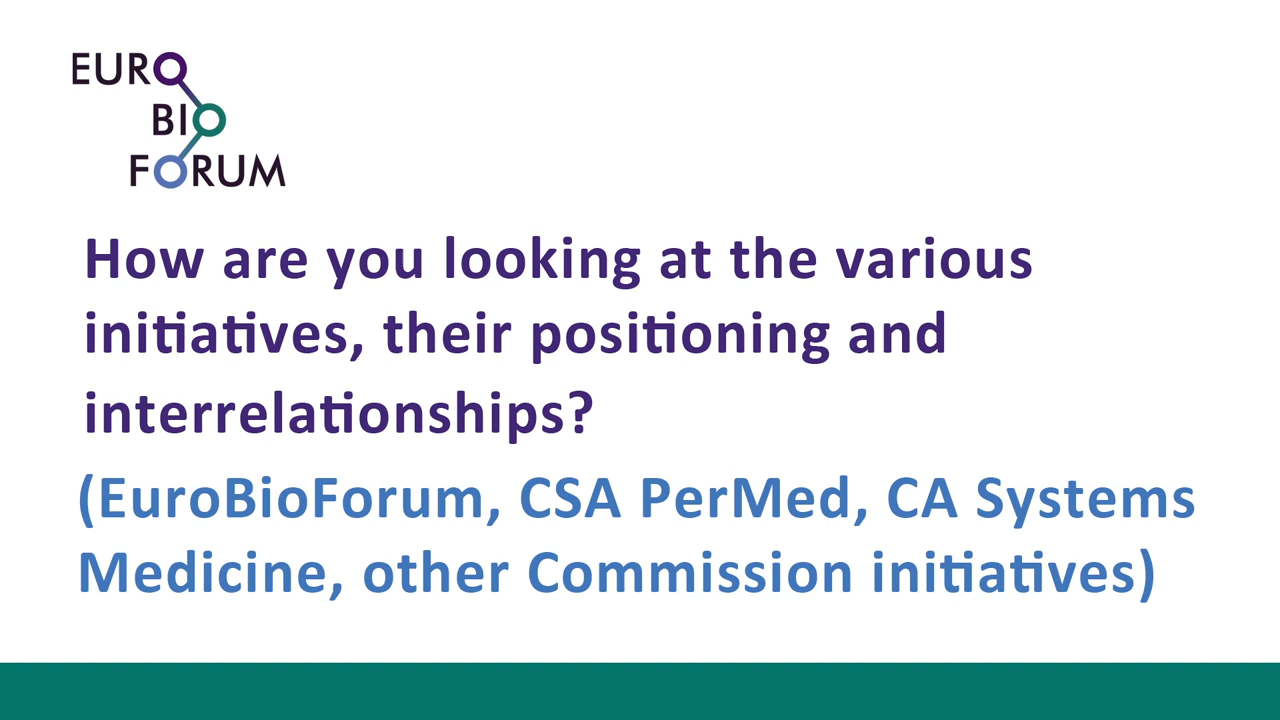 EURO
BIO
FORUM
How are you looking at the various
initiatives, their positioning and
interrelationships?
(EuroBioForum, CSA PerMed, CA Systems
Medicine, other Commission initiatives)